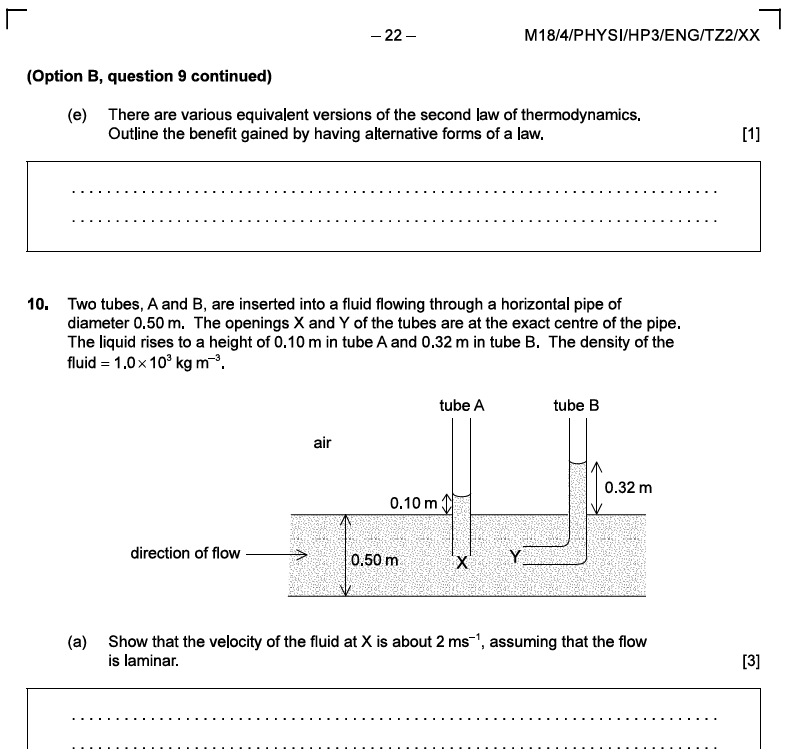 – 22 –
M18/4/PHYSI/HP3/ENG/TZ2/XX
(Option B, question 9 continued)
(e) There are various equivalent versions of the second law of thermodynamics.
Outline the benefit gained by having alternative forms of a law.
[1]
10. Two tubes, A and B, are inserted into a fluid flowing through a horizontal pipe of
diameter 0.50 m. The openings X and Y of the tubes are at the exact centre of the pipe.
The liquid rises to a height of 0.10 m in tube A and 0.32 m in tube B. The density of the
fluid = 1.0 × 10³ kg m⁻³.
tube A
tube B
air
0.32 m
0.10 m
direction of flow
0.50 m
X
Y
(a) Show that the velocity of the fluid at X is about 2 ms⁻¹, assuming that the flow
is laminar.
[3]